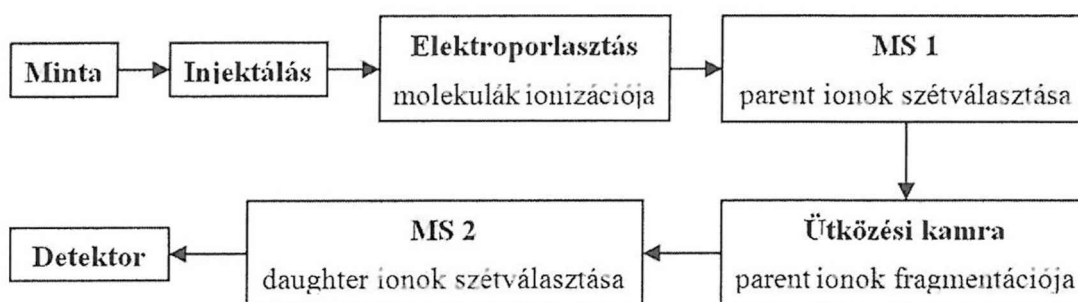 Minta
Injektálás
Elektroporlasztás
molekulák ionizációja
MS 1
parent ionok szétválasztása
Ütközési kamra
parent ionok fragmentációja
MS 2
daughter ionok szétválasztása
Detektor